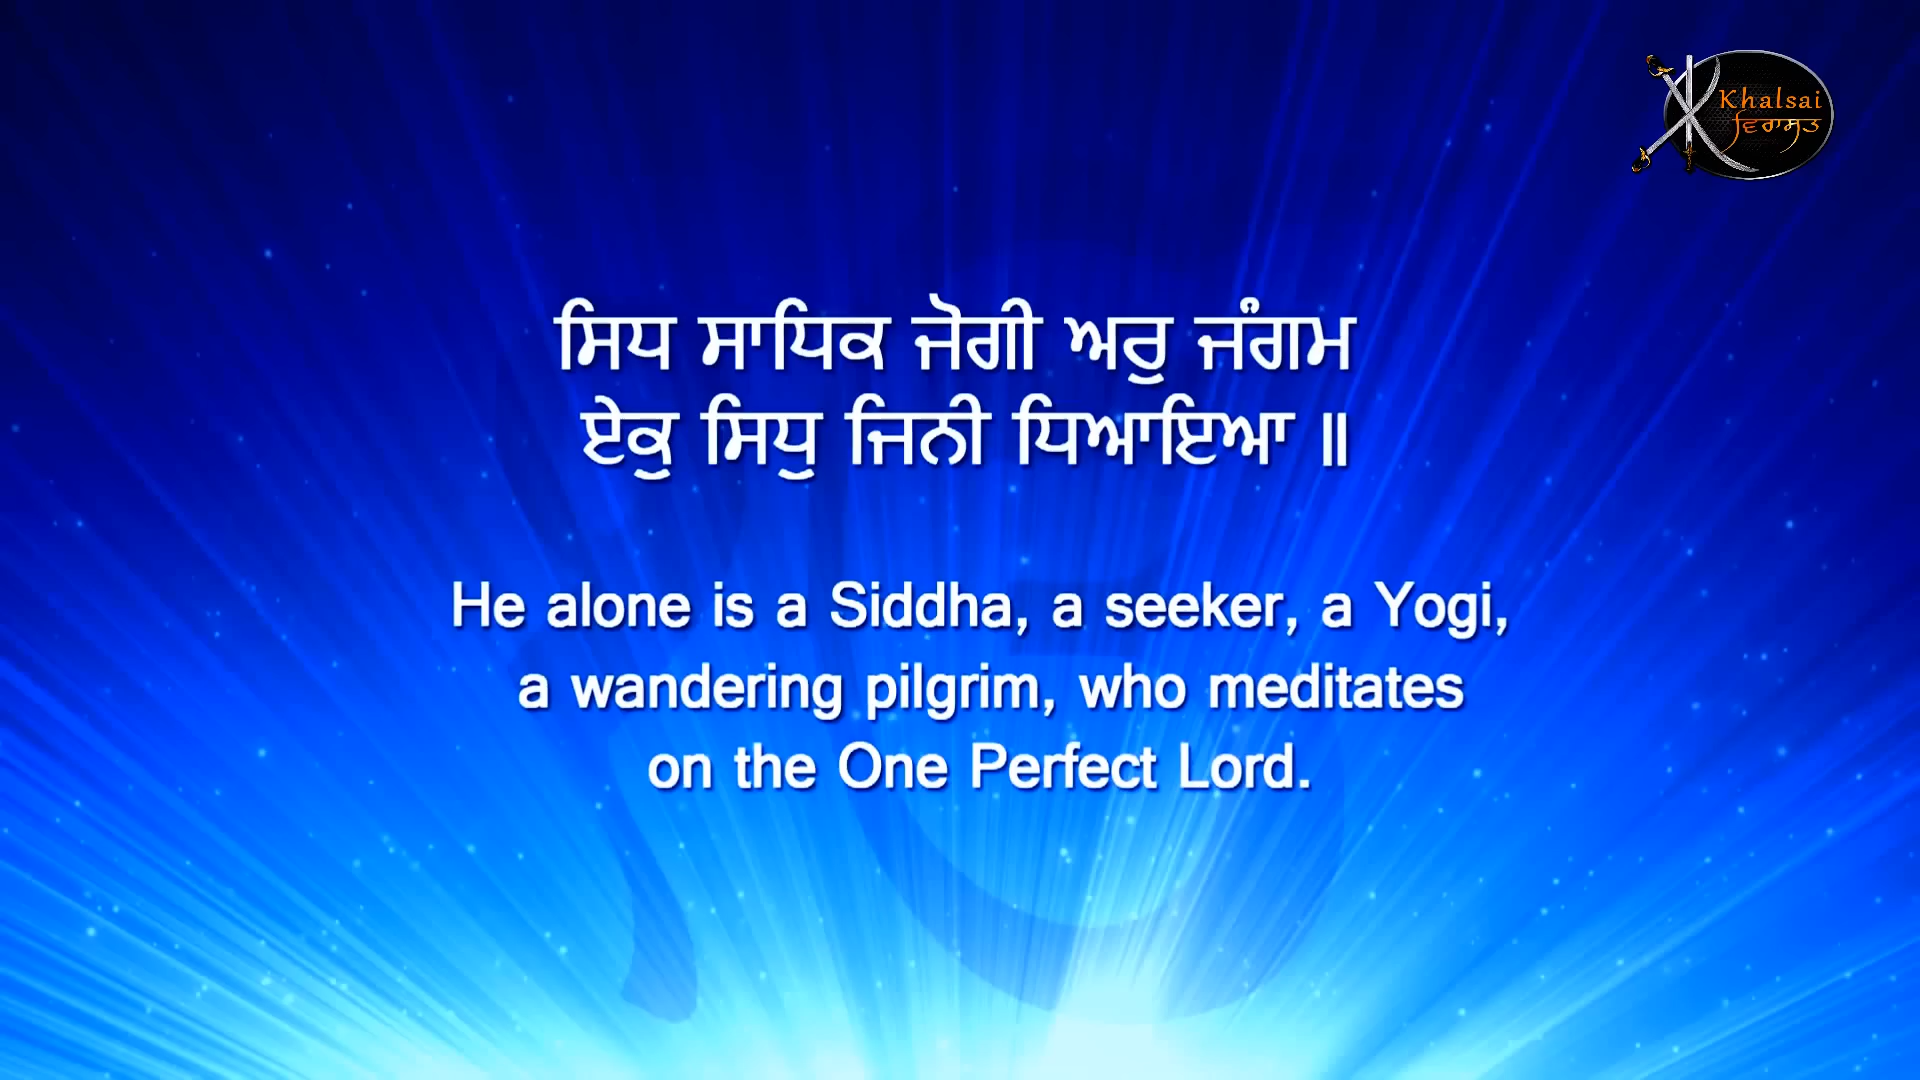 Khalsai
ਵਿਰਾਸਤ
ਸਿਧ ਸਾਧਿਕ ਜੋਗੀ ਅਰੁ ਜੰਗਮ
ਏਕੁ ਸਿਧੁ ਜਿਨੀ ਧਿਆਇਆ ॥
He alone is a Siddha, a seeker, a Yogi,
a wandering pilgrim, who meditates
on the One Perfect Lord.